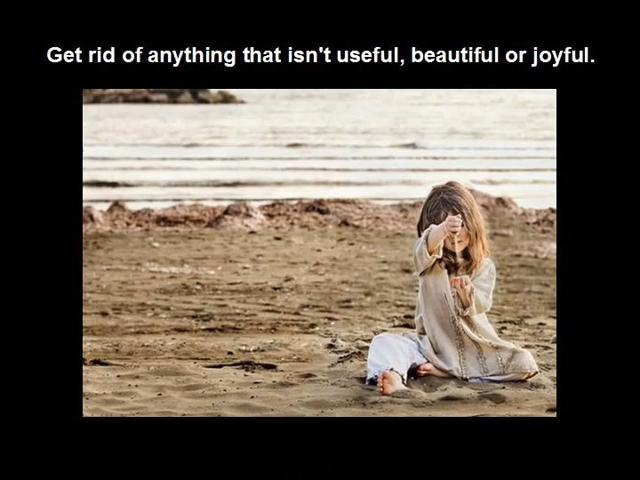 Get rid of anything that isn't useful, beautiful or joyful.